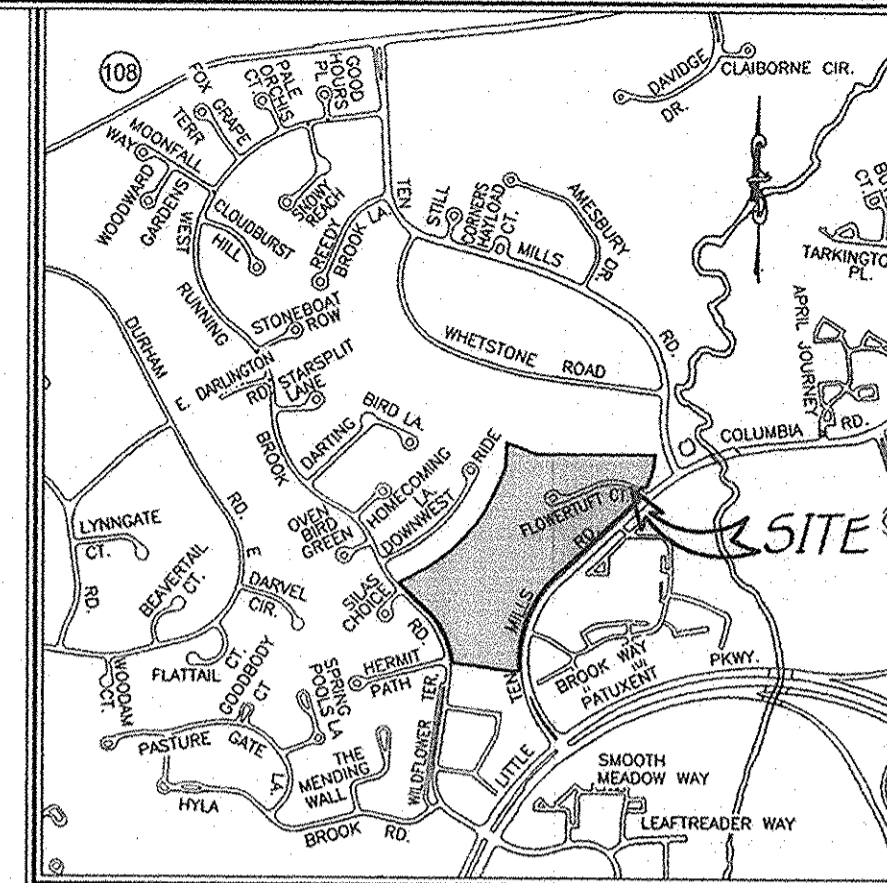 108
FOX GRAPE
TERR
PALE
ORCHIS
CT.
GOOD
HOURS
PL.
MOONFALL
WAY
WOODWARD
GARDENS
WEST
CLOUDBURST
HILL
SNOWY
REACH
REEDY
BROOK LA.
TEN
MILLS
RD.
STILL
CORNERS
HAYLOAD
CT.
AMESBURY
DR.
DAVIDGE
DR.
CLAIBORNE CIR.
CT
TARKINGTO
PL.
APRIL JOURNEY
COLUMBIA
RD.
WHETSTONE ROAD
RUNNING
BROOK
RD.
STONEBOAT
ROW
E. DARLINGTON
RD.
STARSPLIT
LANE
DARTING
BIRD LA.
HOMECOMING
LA.
DOWNWEST
RIDE
OVEN
BIRD
GREEN
SILAS
CHOICE
DURHAM
RD.
E.
LYNNGATE
CT.
RD.
BEAVERTAIL
CT.
DARVEL
CIR.
FLATTAIL
CT.
WOODAM
CT.
GODDBODY
CT
SPRING
POOLS LA
HERMIT
PATH
PASTURE GATE
LA.
THE
MENDING
WALL
HYLA
BROOK RD.
WILDFLOWER TER.
FLOWERTUFT CT.
SITE
TEN
MILLS
RD.
BROOK WAY
LITTLE
PATUXENT
PKWY.
SMOOTH
MEADOW WAY
LEAFTREADER WAY